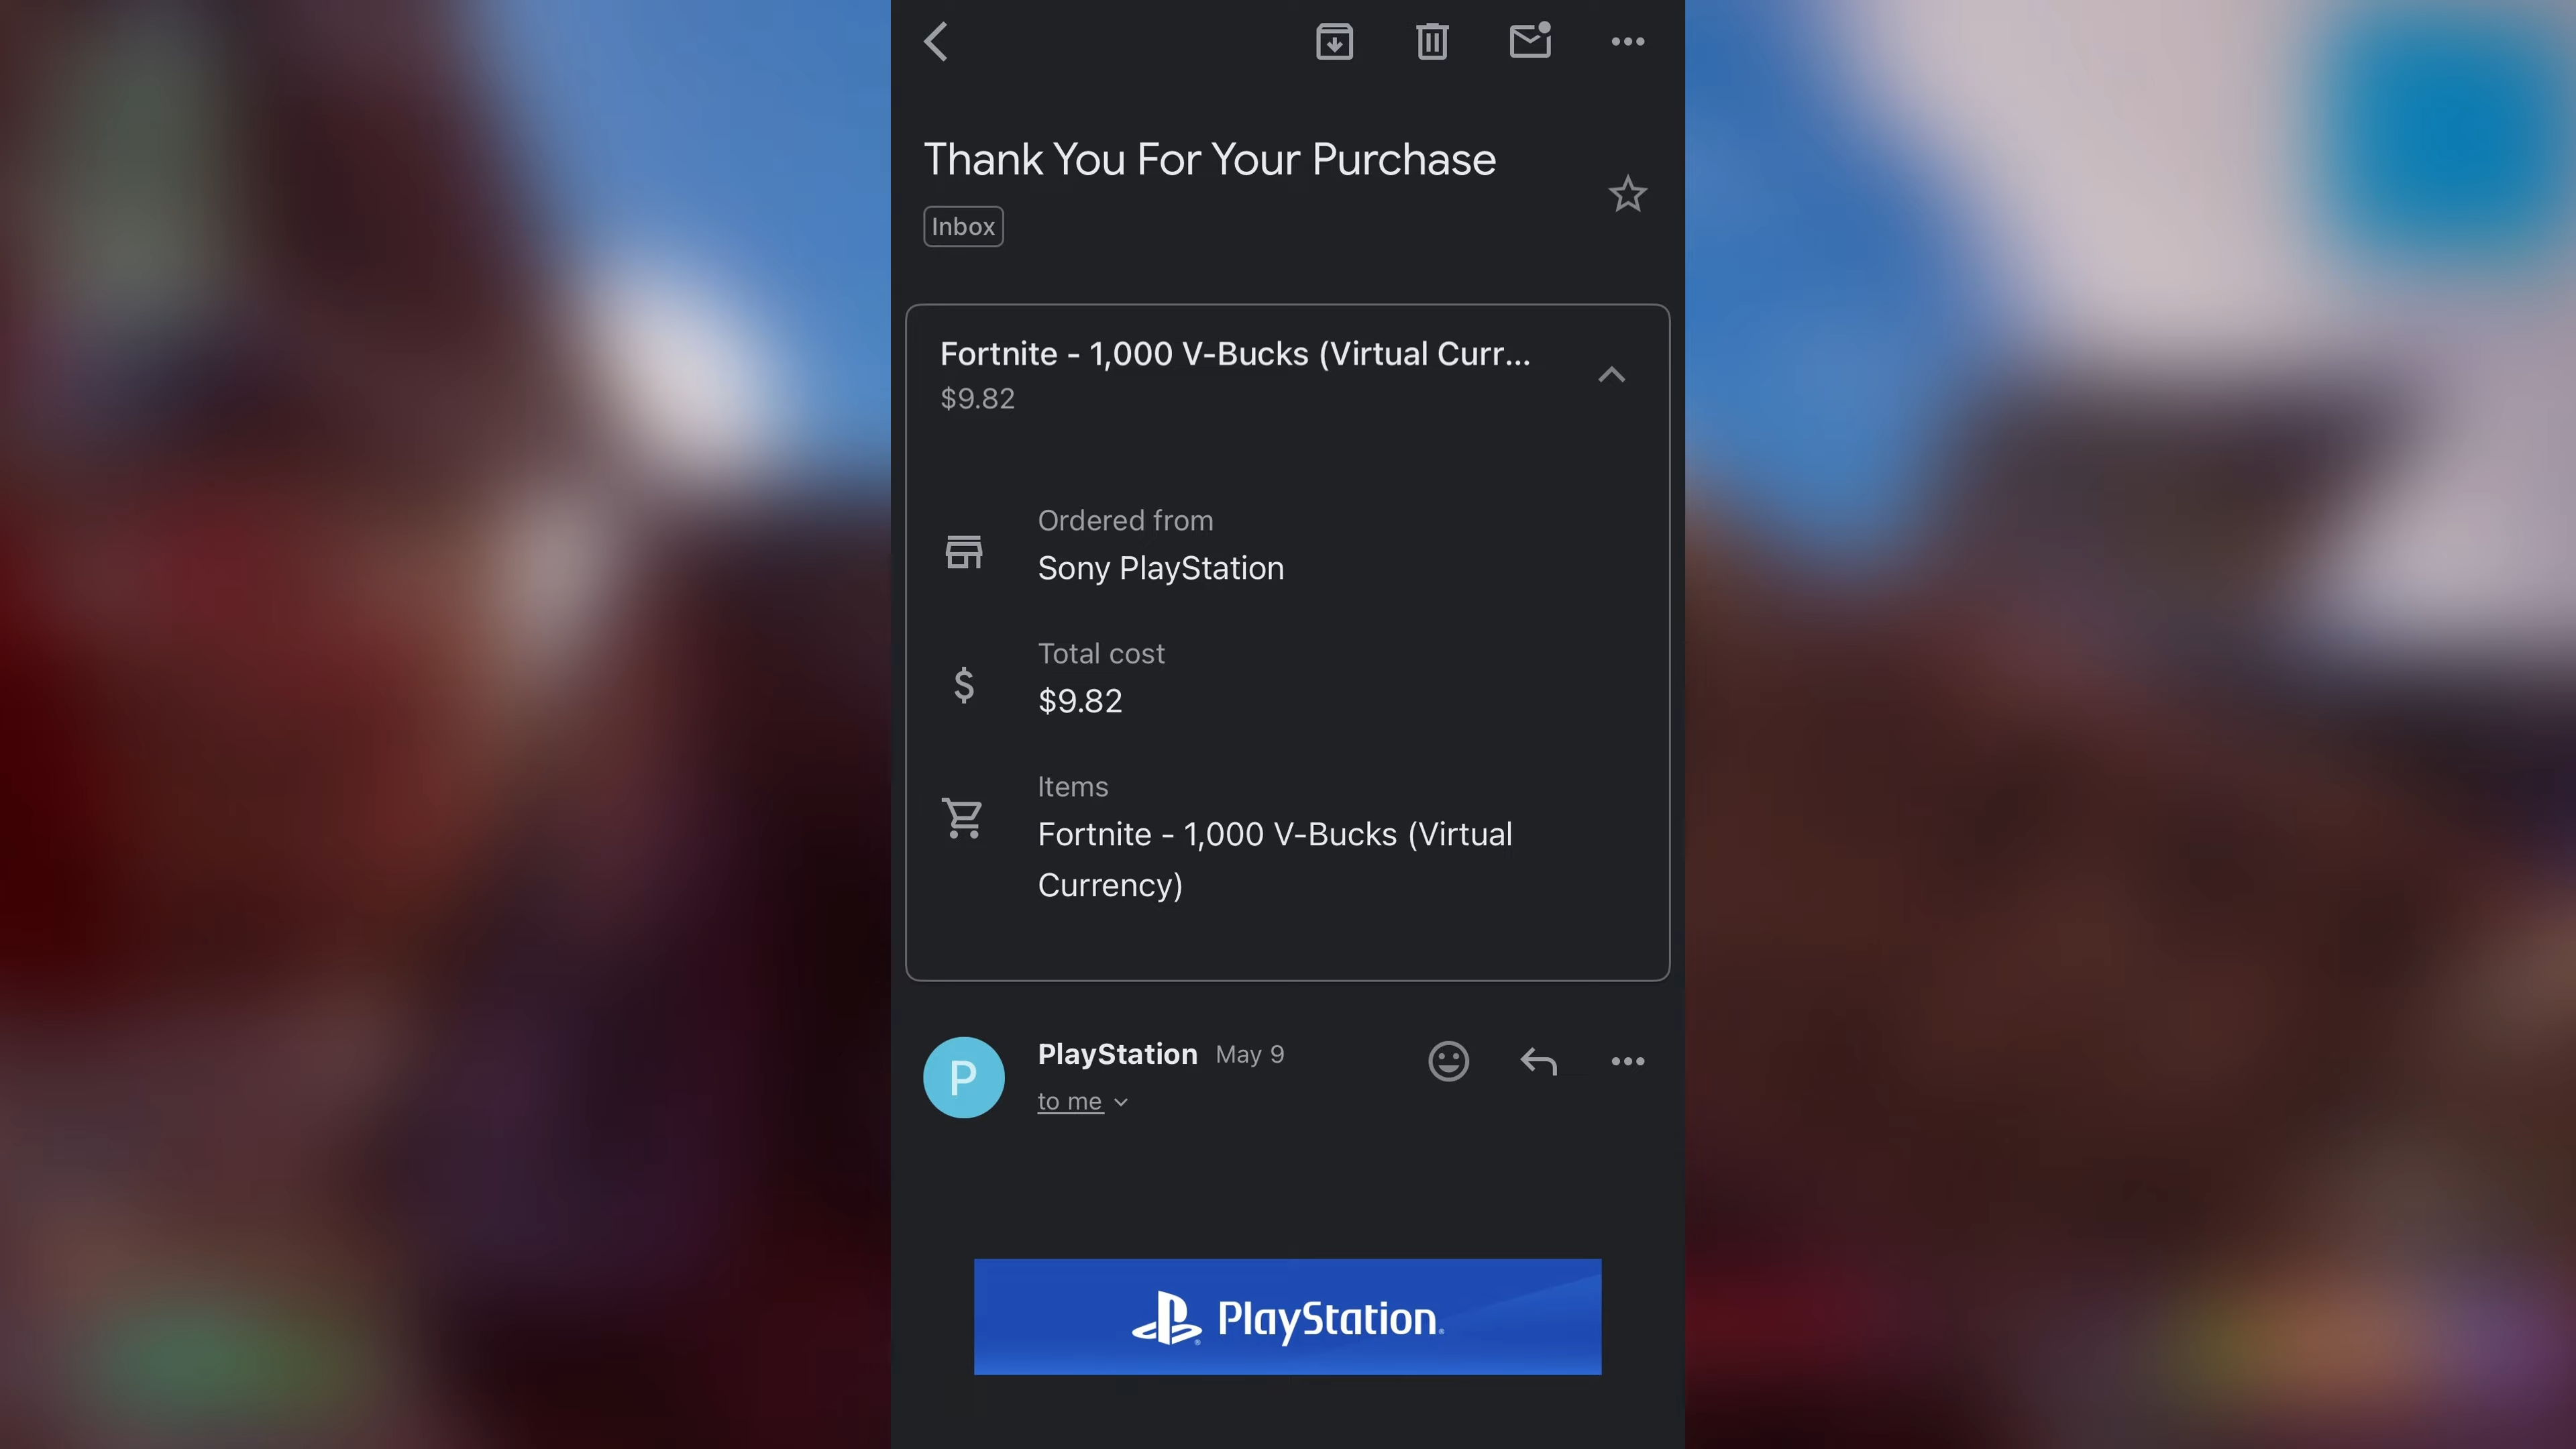 Thank You For Your Purchase
Inbox
Fortnite - 1,000 V-Bucks (Virtual Curr...
$9.82
Ordered from
Sony PlayStation
Total cost
$9.82
Items
Fortnite - 1,000 V-Bucks (Virtual
Currency)
P
PlayStation May 9
to me
PlayStation